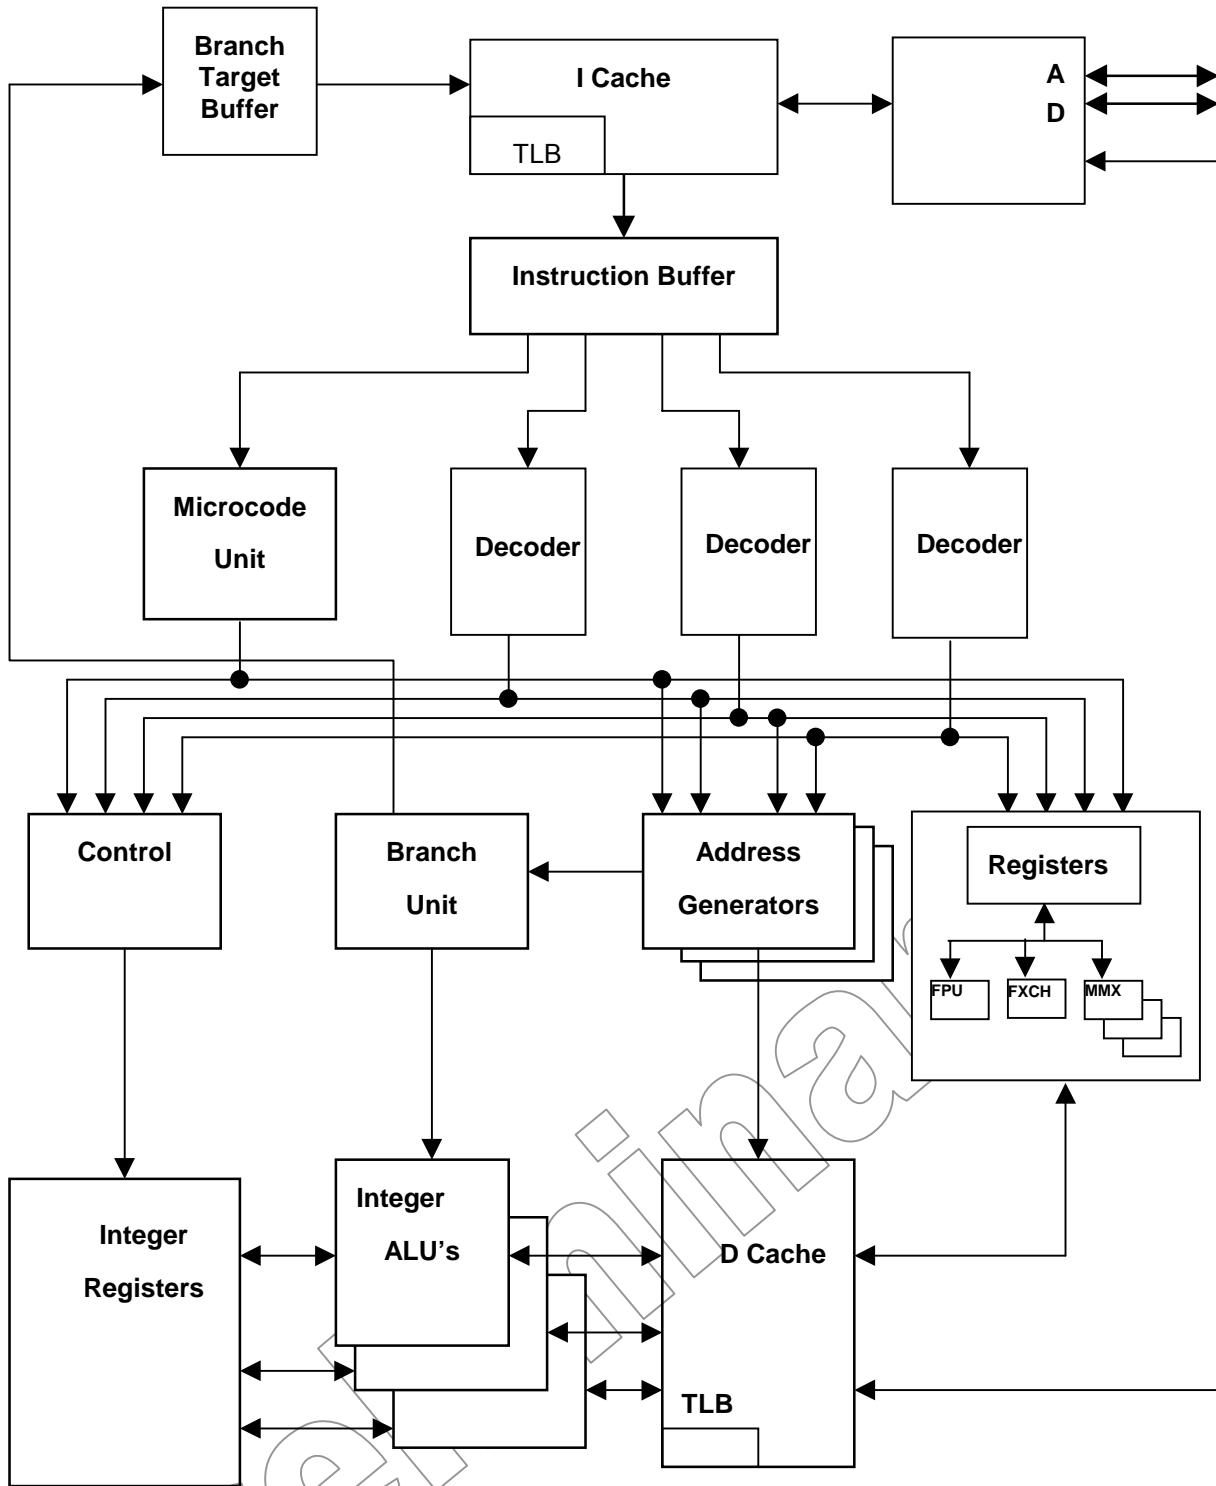 Branch
Target
Buffer
I Cache
TLB
A
D
Instruction Buffer
Microcode
Unit
Decoder
Decoder
Decoder
Control
Branch
Unit
Address
Generators
Registers
FPU
FXCH
MMX
Integer
Registers
Integer
ALU's
D Cache
TLB